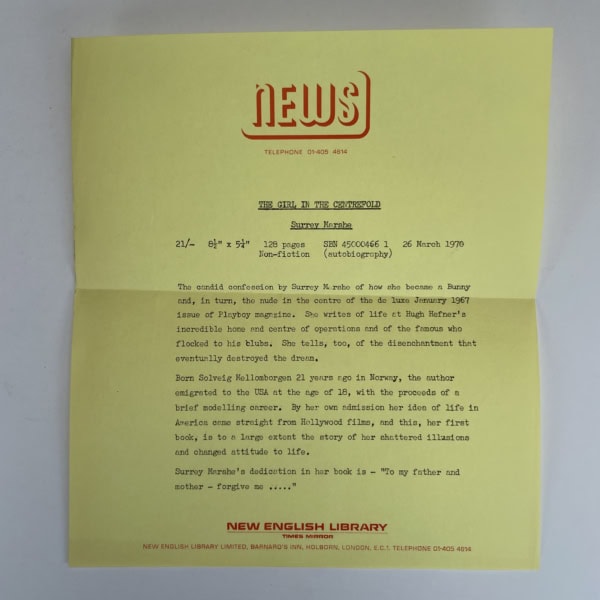 NEWS
TELEPHONE 01-405 4614
THE GIRL IN THE CENTREFOLD
Surrey Marshe
21/- 8½" x 5¼" 128 pages SBN 45000466 1 26 March 1970
Non-fiction (autobiography)
The candid confession by Surrey Marshe of how she became a Bunny
and, in turn, the nude in the centre of the de luxe January 1967
issue of Playboy magazine. She writes of life at Hugh Hefner's
incredible home and centre of operations and of the famous who
flocked to his blubs. She tells, too, of the disenchantment that
eventually destroyed the dream.
Born Solveig Mellomborgen 21 years ago in Norway, the author
emigrated to the USA at the age of 18, with the proceeds of a
brief modelling career. By her own admission her idea of life in
America came straight from Hollywood films, and this, her first
book, is to a large extent the story of her shattered illusions
and changed attitude to life.
Surrey Marshe's dedication in her book is - "To my father and
mother - forgive me ....."
NEW ENGLISH LIBRARY
TIMES MIRROR
NEW ENGLISH LIBRARY LIMITED, BARNARD'S INN, HOLBORN, LONDON, E.C.1. TELEPHONE 01-405 4614